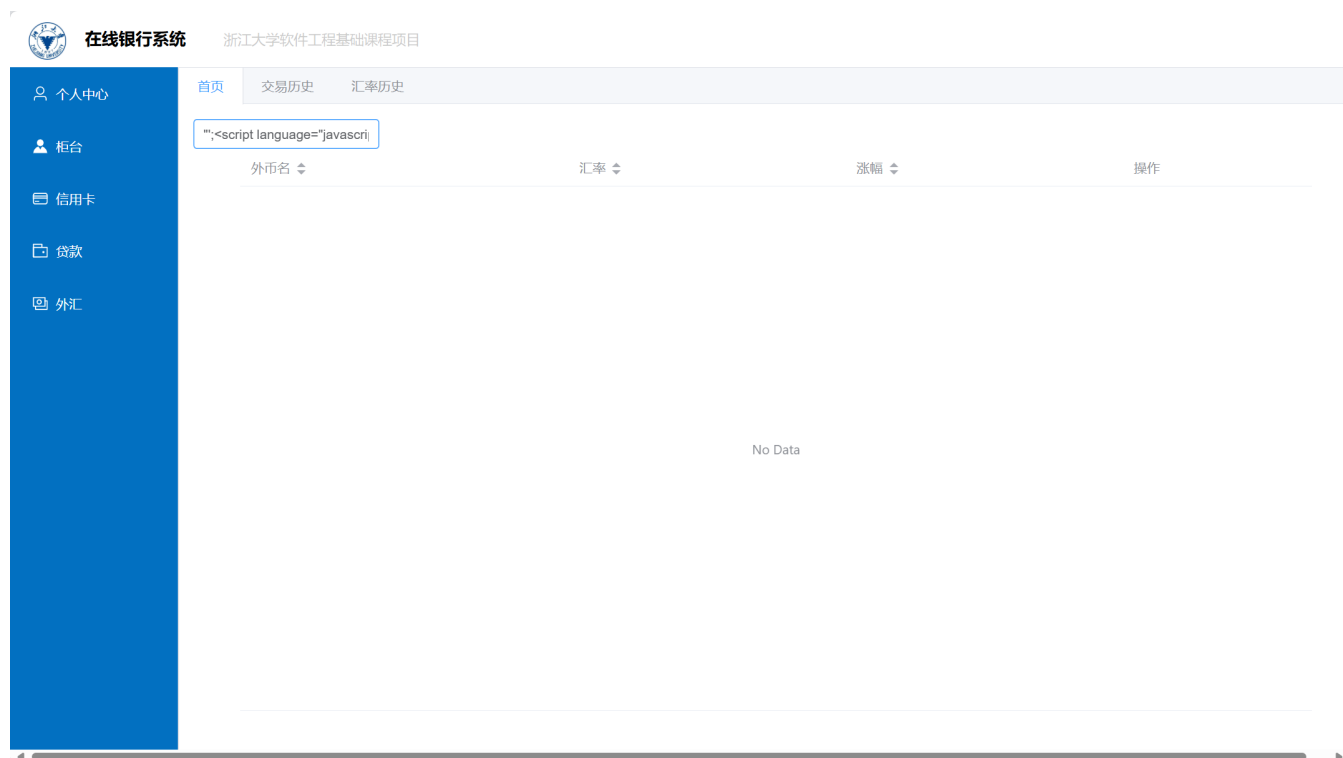 在线银行系统 浙江大学软件工程基础课程项目
个人中心
柜台
信用卡
贷款
外汇
首页 交易历史 汇率历史
"';<script language="javascri
外币名 汇率 涨幅 操作
No Data